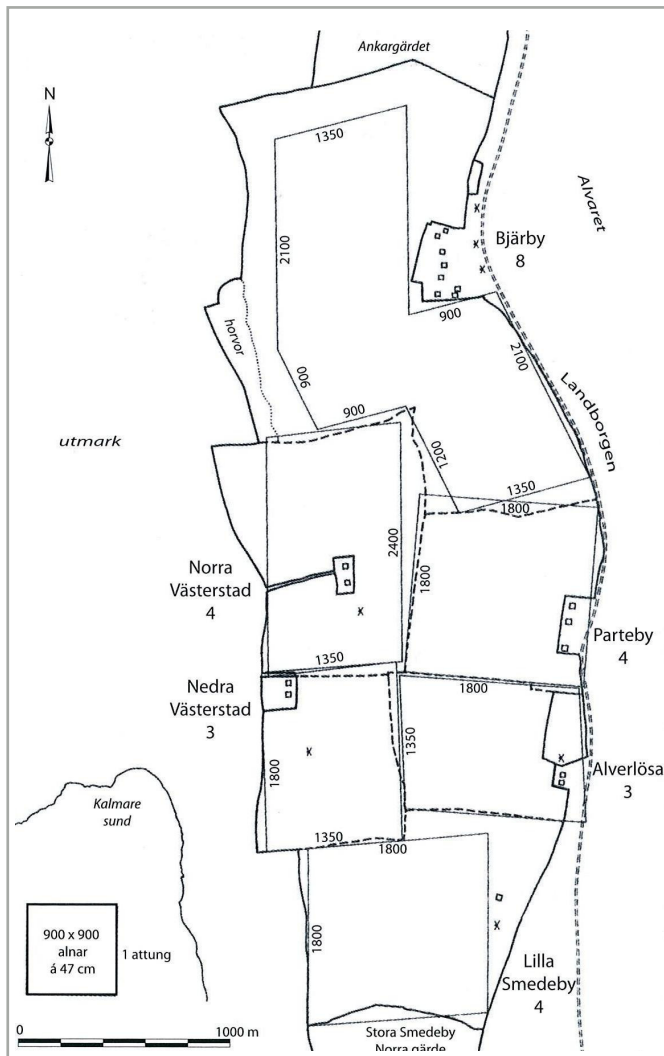 Ankargärdet
N
1350
Alvaret
Bjärby
8
2100
900
2100
horvor
900
Landborgen
900
utmark
1200
1350
1800
2400
Norra
Västerstad
4
1800
Parteby
4
1350
Nedra
Västerstad
3
1800
1350
Alverlösa
3
1800
Kalmare
sund
1350
1800
900 x 900
alnar
á 47 cm
1 attung
1800
Lilla
Smedeby
4
0
1000 m
Stora Smedeby
Norra gärde